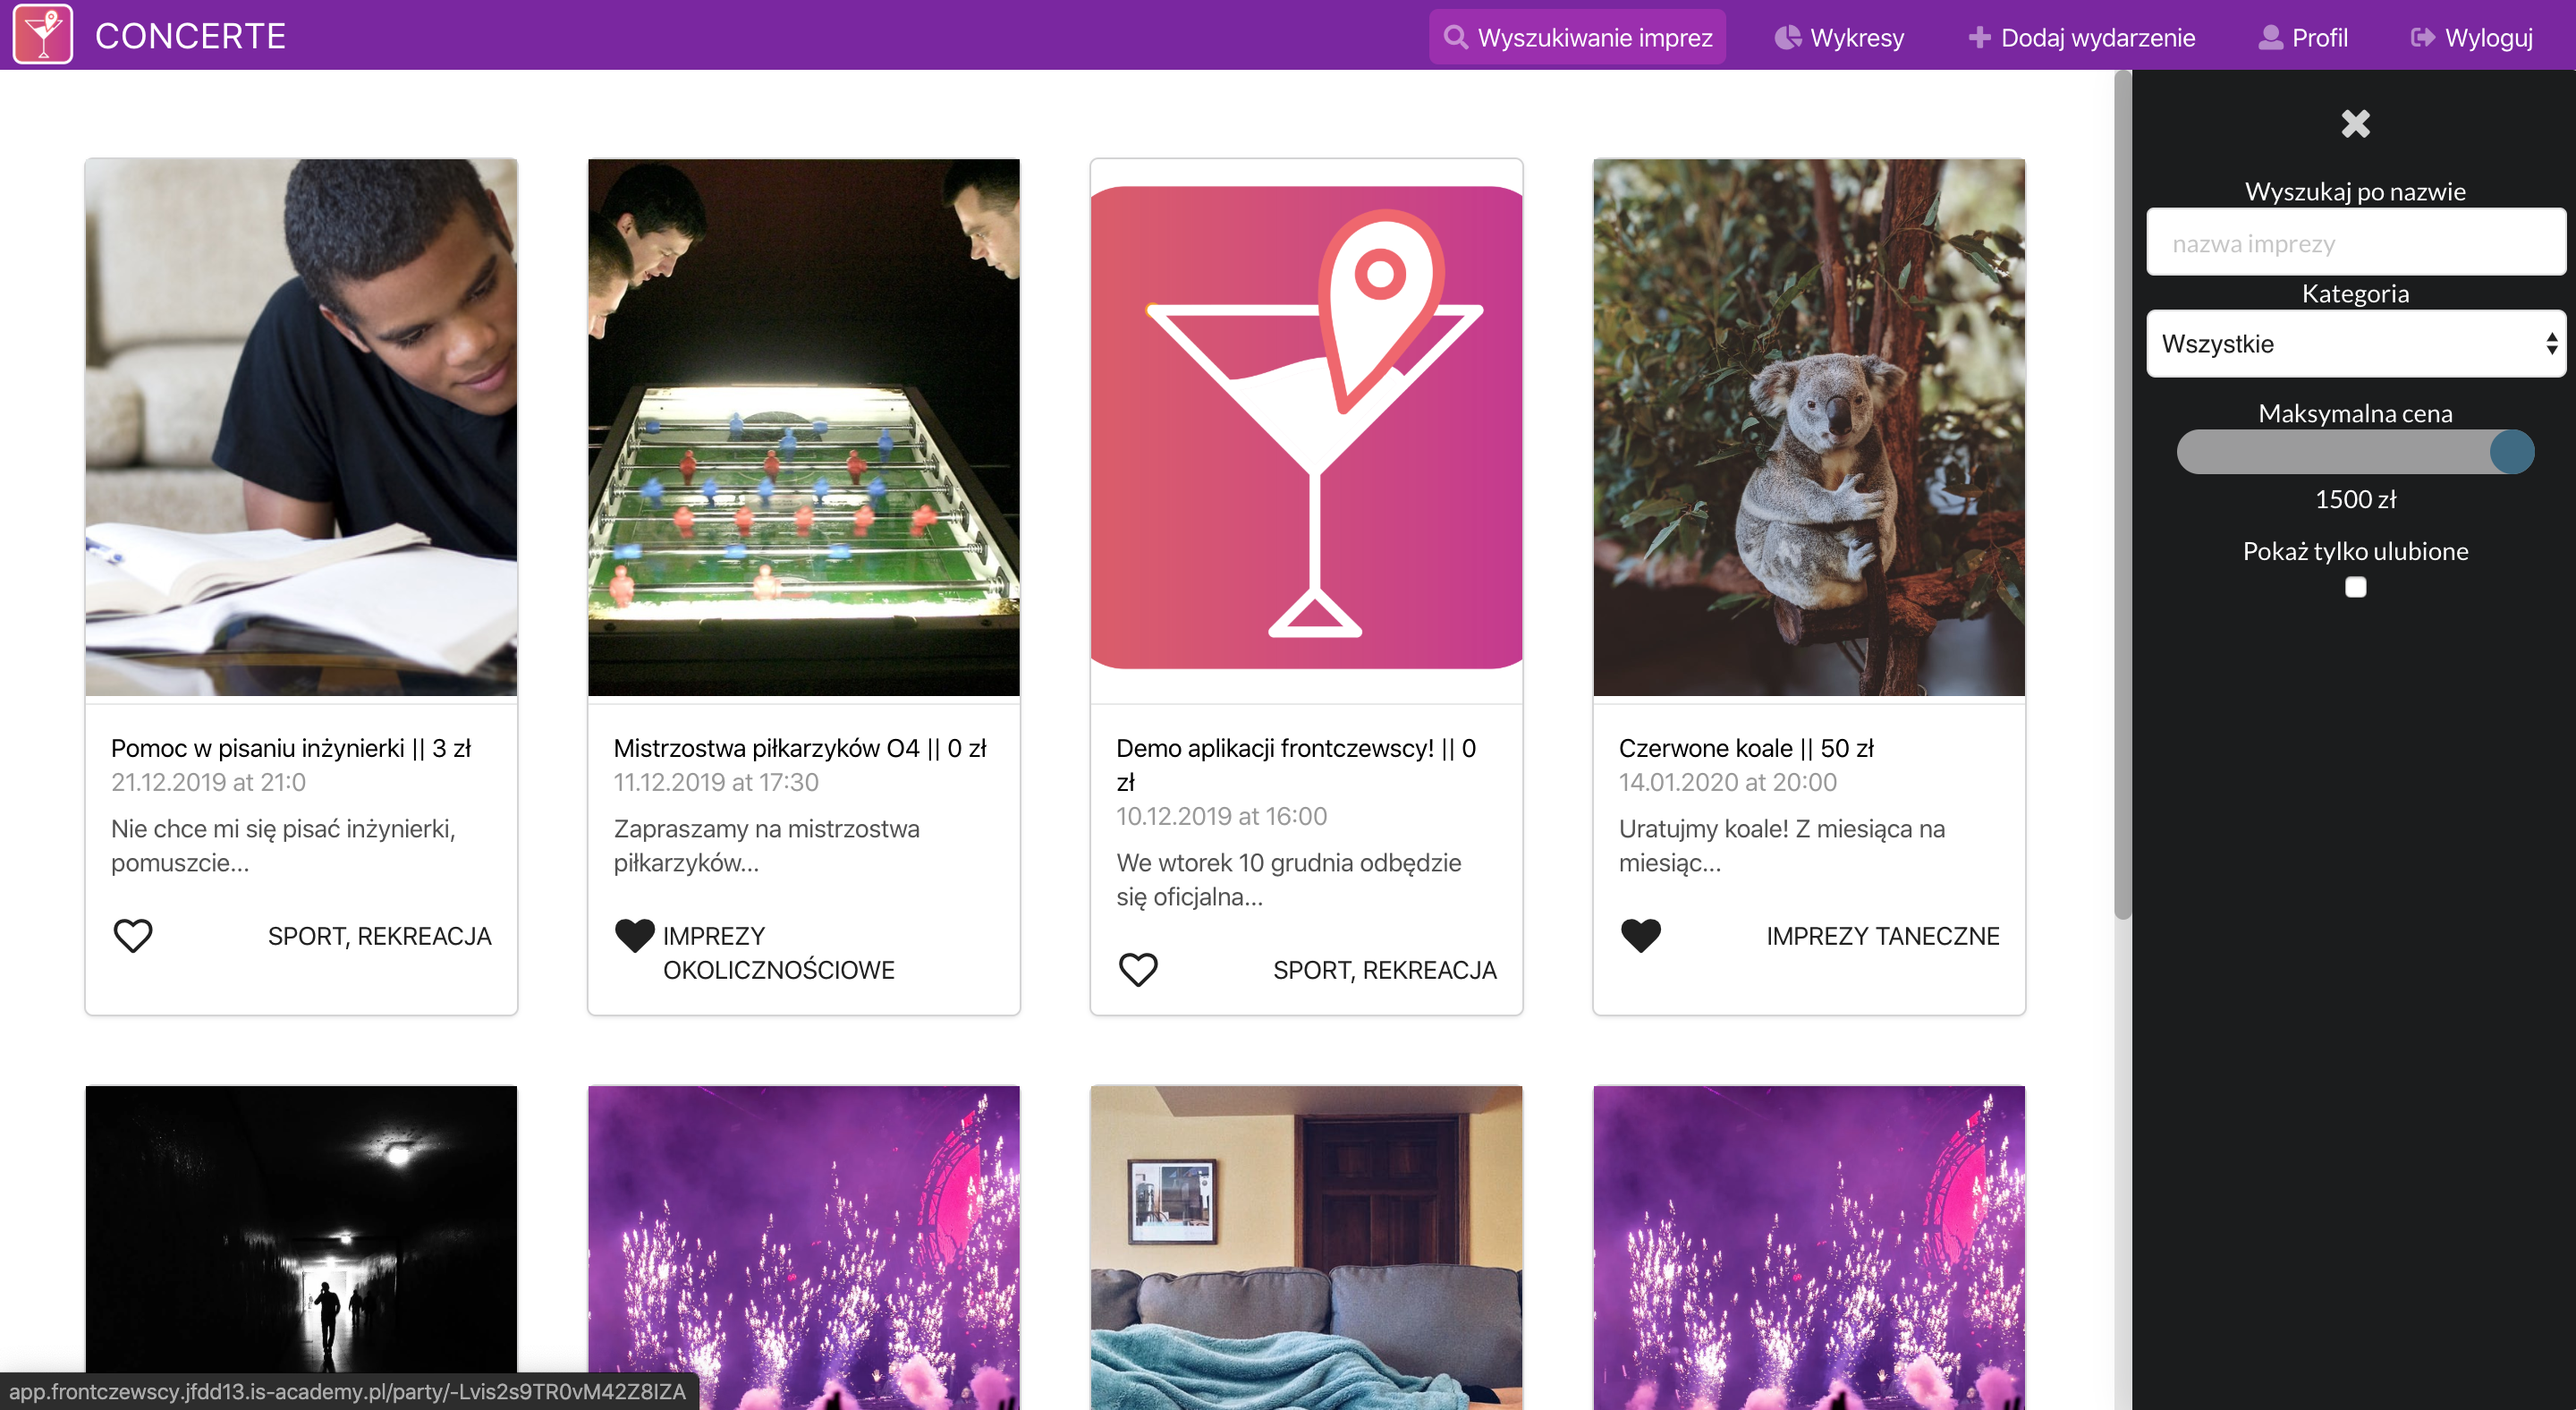 CONCERTE
Wyszukiwanie imprez
Wykresy
Dodaj wydarzenie
Profil
Wyloguj
Pomoc w pisaniu inżynierki || 3 zł
21.12.2019 at 21:0
Nie chce mi się pisać inżynierki,
pomuszcie...
SPORT, REKREACJA
Mistrzostwa piłkarzyków O4 || 0 zł
11.12.2019 at 17:30
Zapraszamy na mistrzostwa
piłkarzyków...
IMPREZY
OKOLICZNOŚCIOWE
Demo aplikacji frontczewscy! || 0
zł
10.12.2019 at 16:00
We wtorek 10 grudnia odbędzie
się oficjalna...
SPORT, REKREACJA
Czerwone koale || 50 zł
14.01.2020 at 20:00
Uratujmy koale! Z miesiąca na
miesiąc...
IMPREZY TANECZNE
Wyszukaj po nazwie
nazwa imprezy
Kategoria
Wszystkie
Maksymalna cena
1500 zł
Pokaż tylko ulubione
app.frontczewscy.jfdd13.is-academy.pl/party/-Lvis2s9TR0vM42Z8IZA